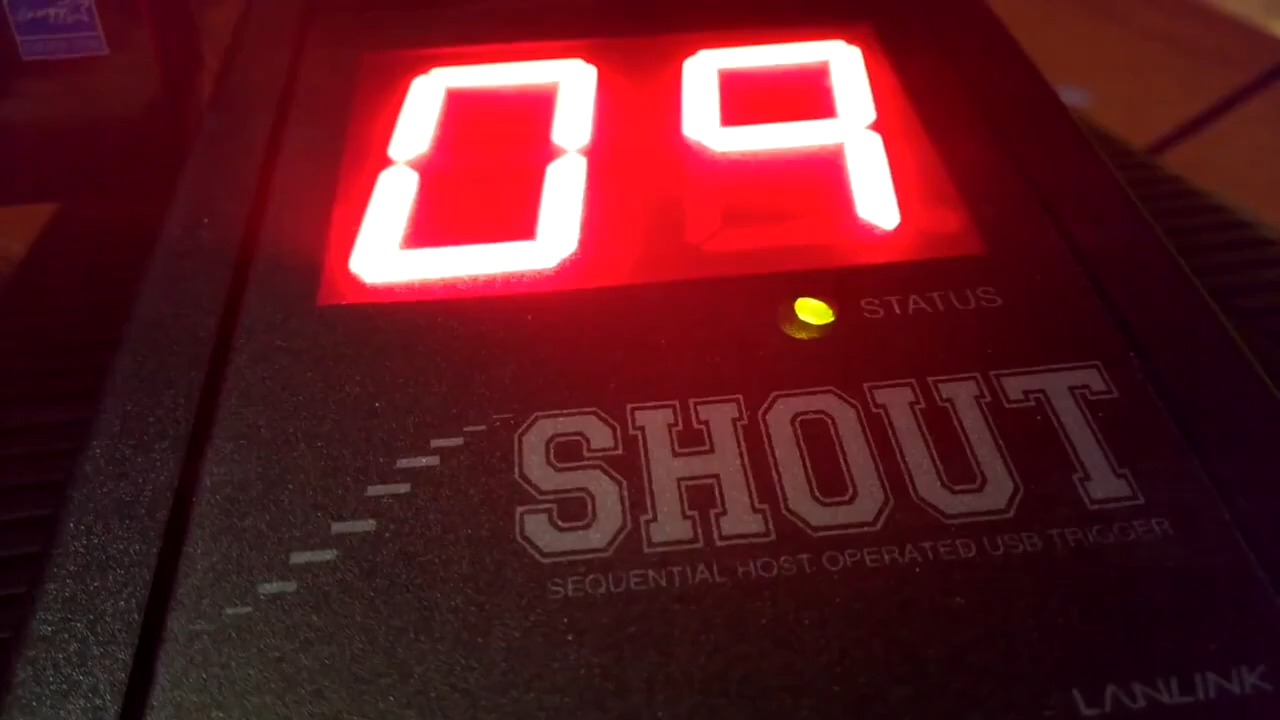 09
STATUS
SHOUT
SEQUENTIAL HOST OPERATED USB TRIGGER
LANLINK